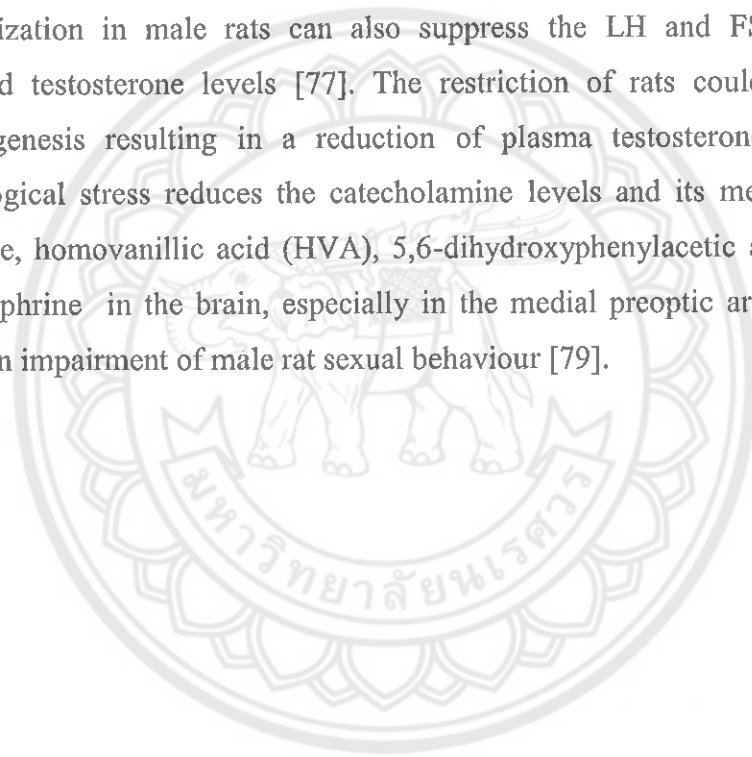 ization in male rats can also suppress the LH and FS
d testosterone levels [77]. The restriction of rats coul
genesis resulting in a reduction of plasma testosteron
gical stress reduces the catecholamine levels and its me
e, homovanillic acid (HVA), 5,6-dihydroxyphenylacetic a
phrine in the brain, especially in the medial preoptic ar
n impairment of male rat sexual behaviour [79].
มหาวิทยาลัยนเรศวร